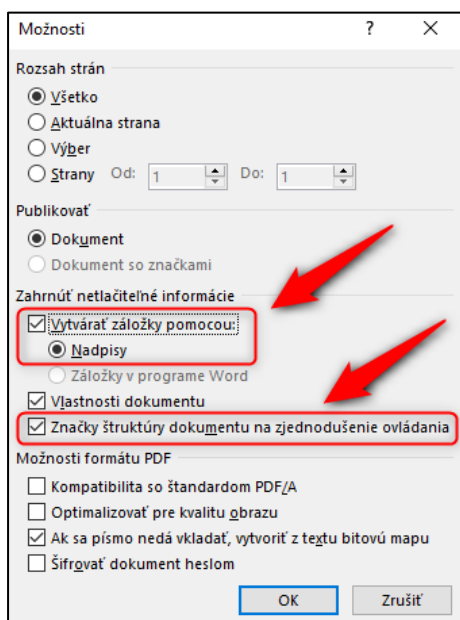 Možnosti ?
Rozsah strán
Všetko
Aktuálna strana
Výber
Strany Od: 1 Do: 1
Publikovať
Dokument
Dokument so značkami
Zahrnúť netlačiteľné informácie
Vytvárať záložky pomocou:
Nadpisy
Záložky v programe Word
Vlastnosti dokumentu
Značky štruktúry dokumentu na zjednodušenie ovládania
Možnosti formátu PDF
Kompatibilita so štandardom PDF/A
Optimalizovať pre kvalitu obrazu
Ak sa písmo nedá vkladať, vytvoriť z textu bitovú mapu
Šifrovať dokument heslom
OK Zrušiť